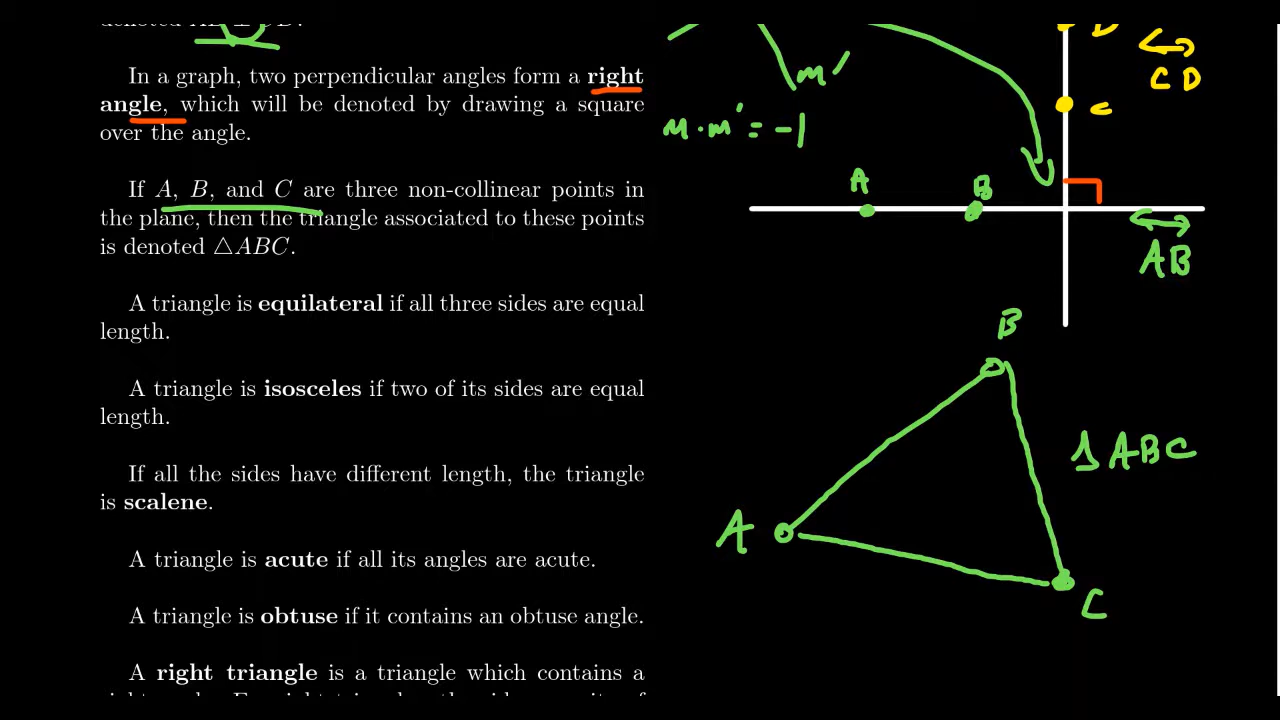 In a graph, two perpendicular angles form a right
angle, which will be denoted by drawing a square
over the angle.
If A, B, and C are three non-collinear points in
the plane, then the triangle associated to these points
is denoted △ABC.
A triangle is equilateral if all three sides are equal
length.
A triangle is isosceles if two of its sides are equal
length.
If all the sides have different length, the triangle
is scalene.
A triangle is acute if all its angles are acute.
A triangle is obtuse if it contains an obtuse angle.
A right triangle is a triangle which contains a
m'
m · m' = -1
D
CD
C
A
B
AB
B
△ABC
A
C